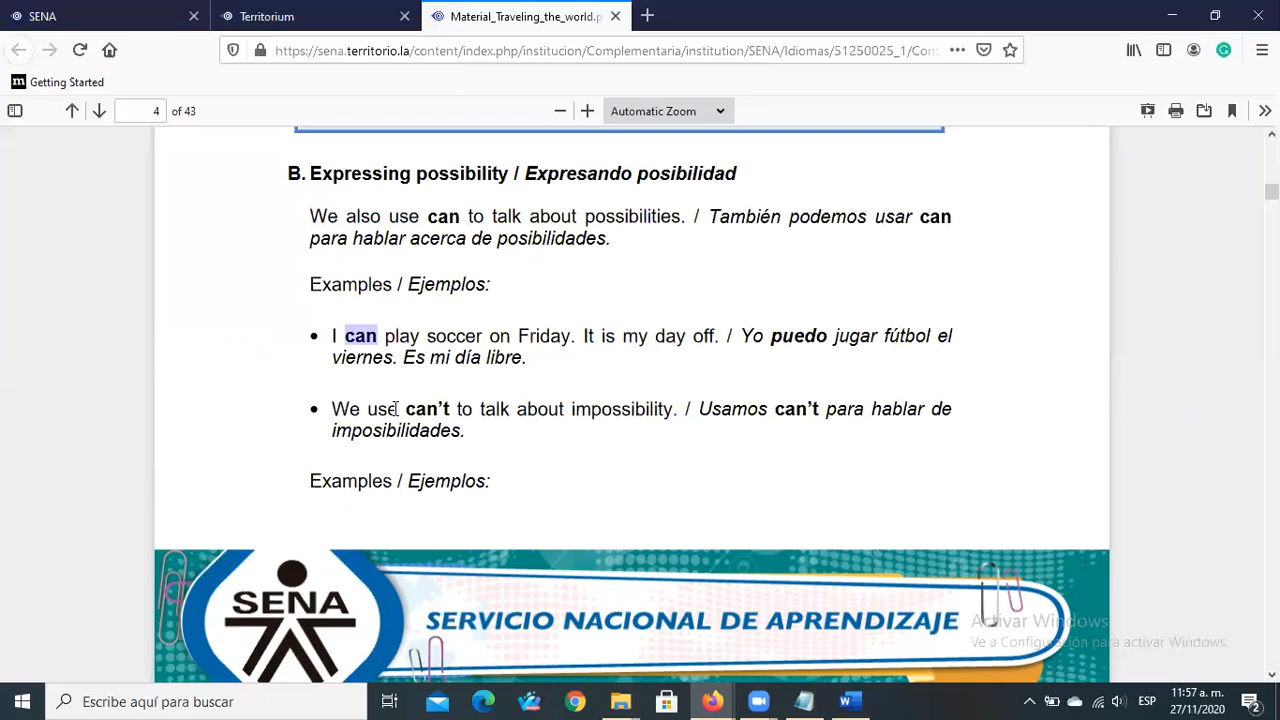 SENA
Territorium
Material_Traveling_the_world.p
https://sena.territorio.la/content/index.php/institucion/Complementaria/institution/SENA/Idiomas/51250025_1/Con
Getting Started
4 of 43
Automatic Zoom
B. Expressing possibility / Expresando posibilidad
We also use can to talk about possibilities. / También podemos usar can
para hablar acerca de posibilidades.
Examples / Ejemplos:
• I can play soccer on Friday. It is my day off. / Yo puedo jugar fútbol el
viernes. Es mi día libre.
• We use can’t to talk about impossibility. / Usamos can’t para hablar de
imposibilidades.
Examples / Ejemplos:
SENA
SERVICIO NACIONAL DE APRENDIZAJE
Activar Windows
Ve a Configuración para activar Windows.
Escribe aquí para buscar
ESP
11:57 a. m.
27/11/2020
2